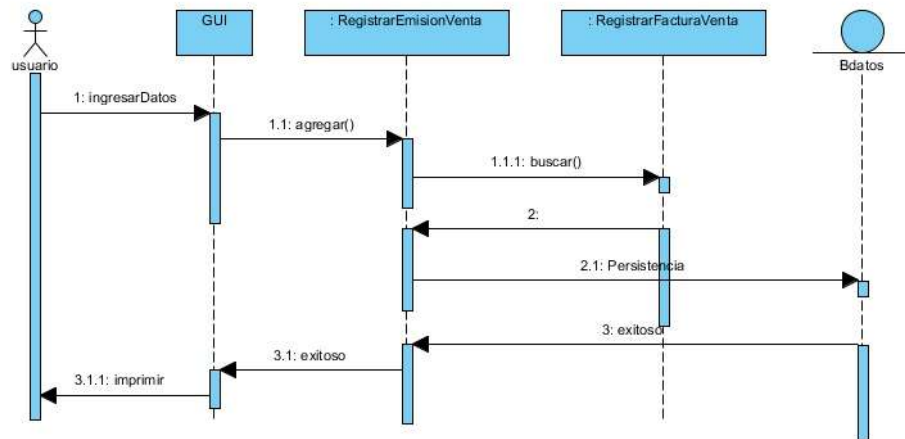 GUI
: RegistrarEmisionVenta
: RegistrarFacturaVenta
usuario
Bdatos
1: ingresarDatos
1.1: agregar()
1.1.1: buscar()
2:
2.1: Persistencia
3: exitoso
3.1: exitoso
3.1.1: imprimir